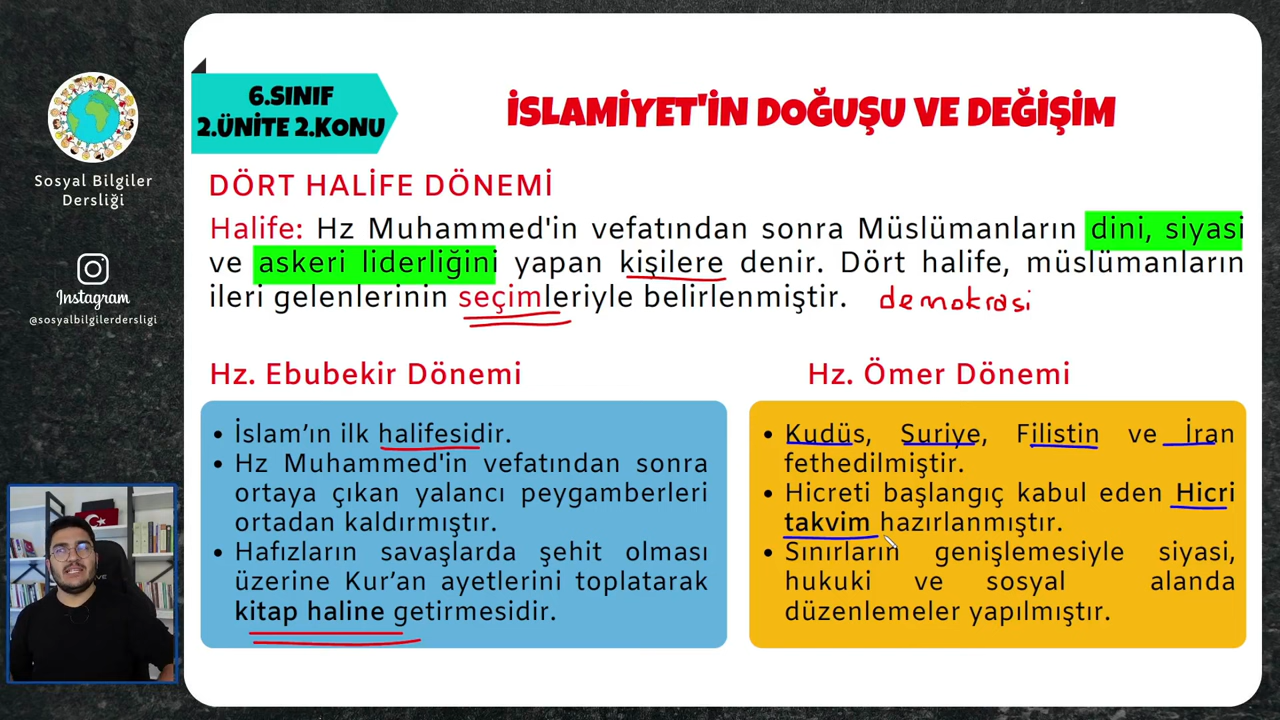 Sosyal Bilgiler
Dersliği
Instagram
@sosyalbilgilerdersligi
6.SINIF
2.ÜNİTE 2.KONU
İSLAMİYET'İN DOĞUŞU VE DEĞİŞİM
DÖRT HALİFE DÖNEMİ
Halife: Hz Muhammed'in vefatından sonra Müslümanların dini, siyasi
ve askeri liderliğini yapan kişilere denir. Dört halife, müslümanların
ileri gelenlerinin seçimleriyle belirlenmiştir. demokrasi
Hz. Ebubekir Dönemi
• İslam’ın ilk halifesidir.
• Hz Muhammed'in vefatından sonra
ortaya çıkan yalancı peygamberleri
ortadan kaldırmıştır.
• Hafızların savaşlarda şehit olması
üzerine Kur’an ayetlerini toplatarak
kitap haline getirmesidir.
Hz. Ömer Dönemi
• Kudüs, Suriye, Filistin ve İran
fethedilmiştir.
• Hicreti başlangıç kabul eden Hicri
takvim hazırlanmıştır.
• Sınırların genişlemesiyle siyasi,
hukuki ve sosyal alanda
düzenlemeler yapılmıştır.